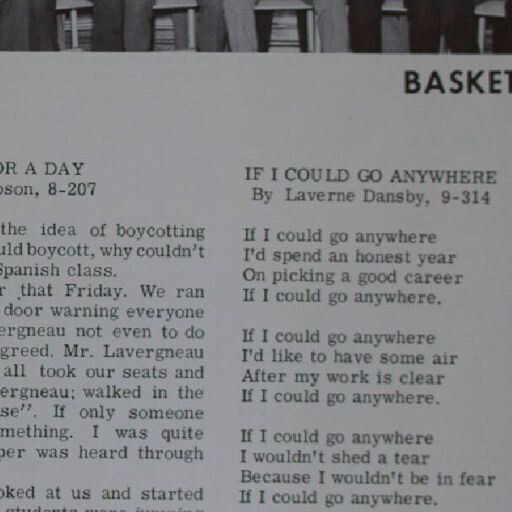 BASKET
OR A DAY
son, 8-207
the idea of boycotting
uld boycott, why couldn't
Spanish class.
r that Friday. We ran
door warning everyone
ergneau not even to do
greed. Mr. Lavergneau
all took our seats and
ergneau; walked in the
se". If only someone
mething. I was quite
per was heard through
oked at us and started
IF I COULD GO ANYWHERE
By Laverne Dansby, 9-314
If I could go anywhere
I'd spend an honest year
On picking a good career
If I could go anywhere.
If I could go anywhere
I'd like to have some air
After my work is clear
If I could go anywhere.
If I could go anywhere
I wouldn't shed a tear
Because I wouldn't be in fear
If I could go anywhere.